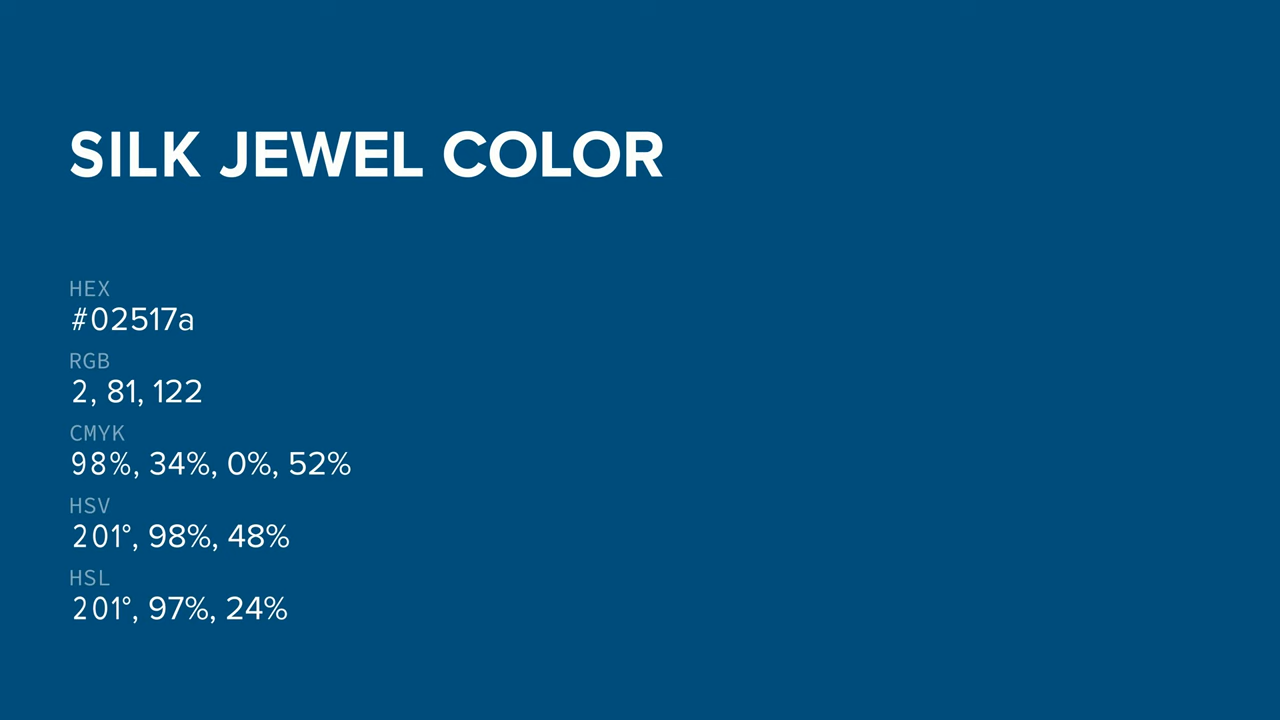 SILK JEWEL COLOR
HEX
#02517a
RGB
2, 81, 122
CMYK
98%, 34%, 0%, 52%
HSV
201°, 98%, 48%
HSL
201°, 97%, 24%